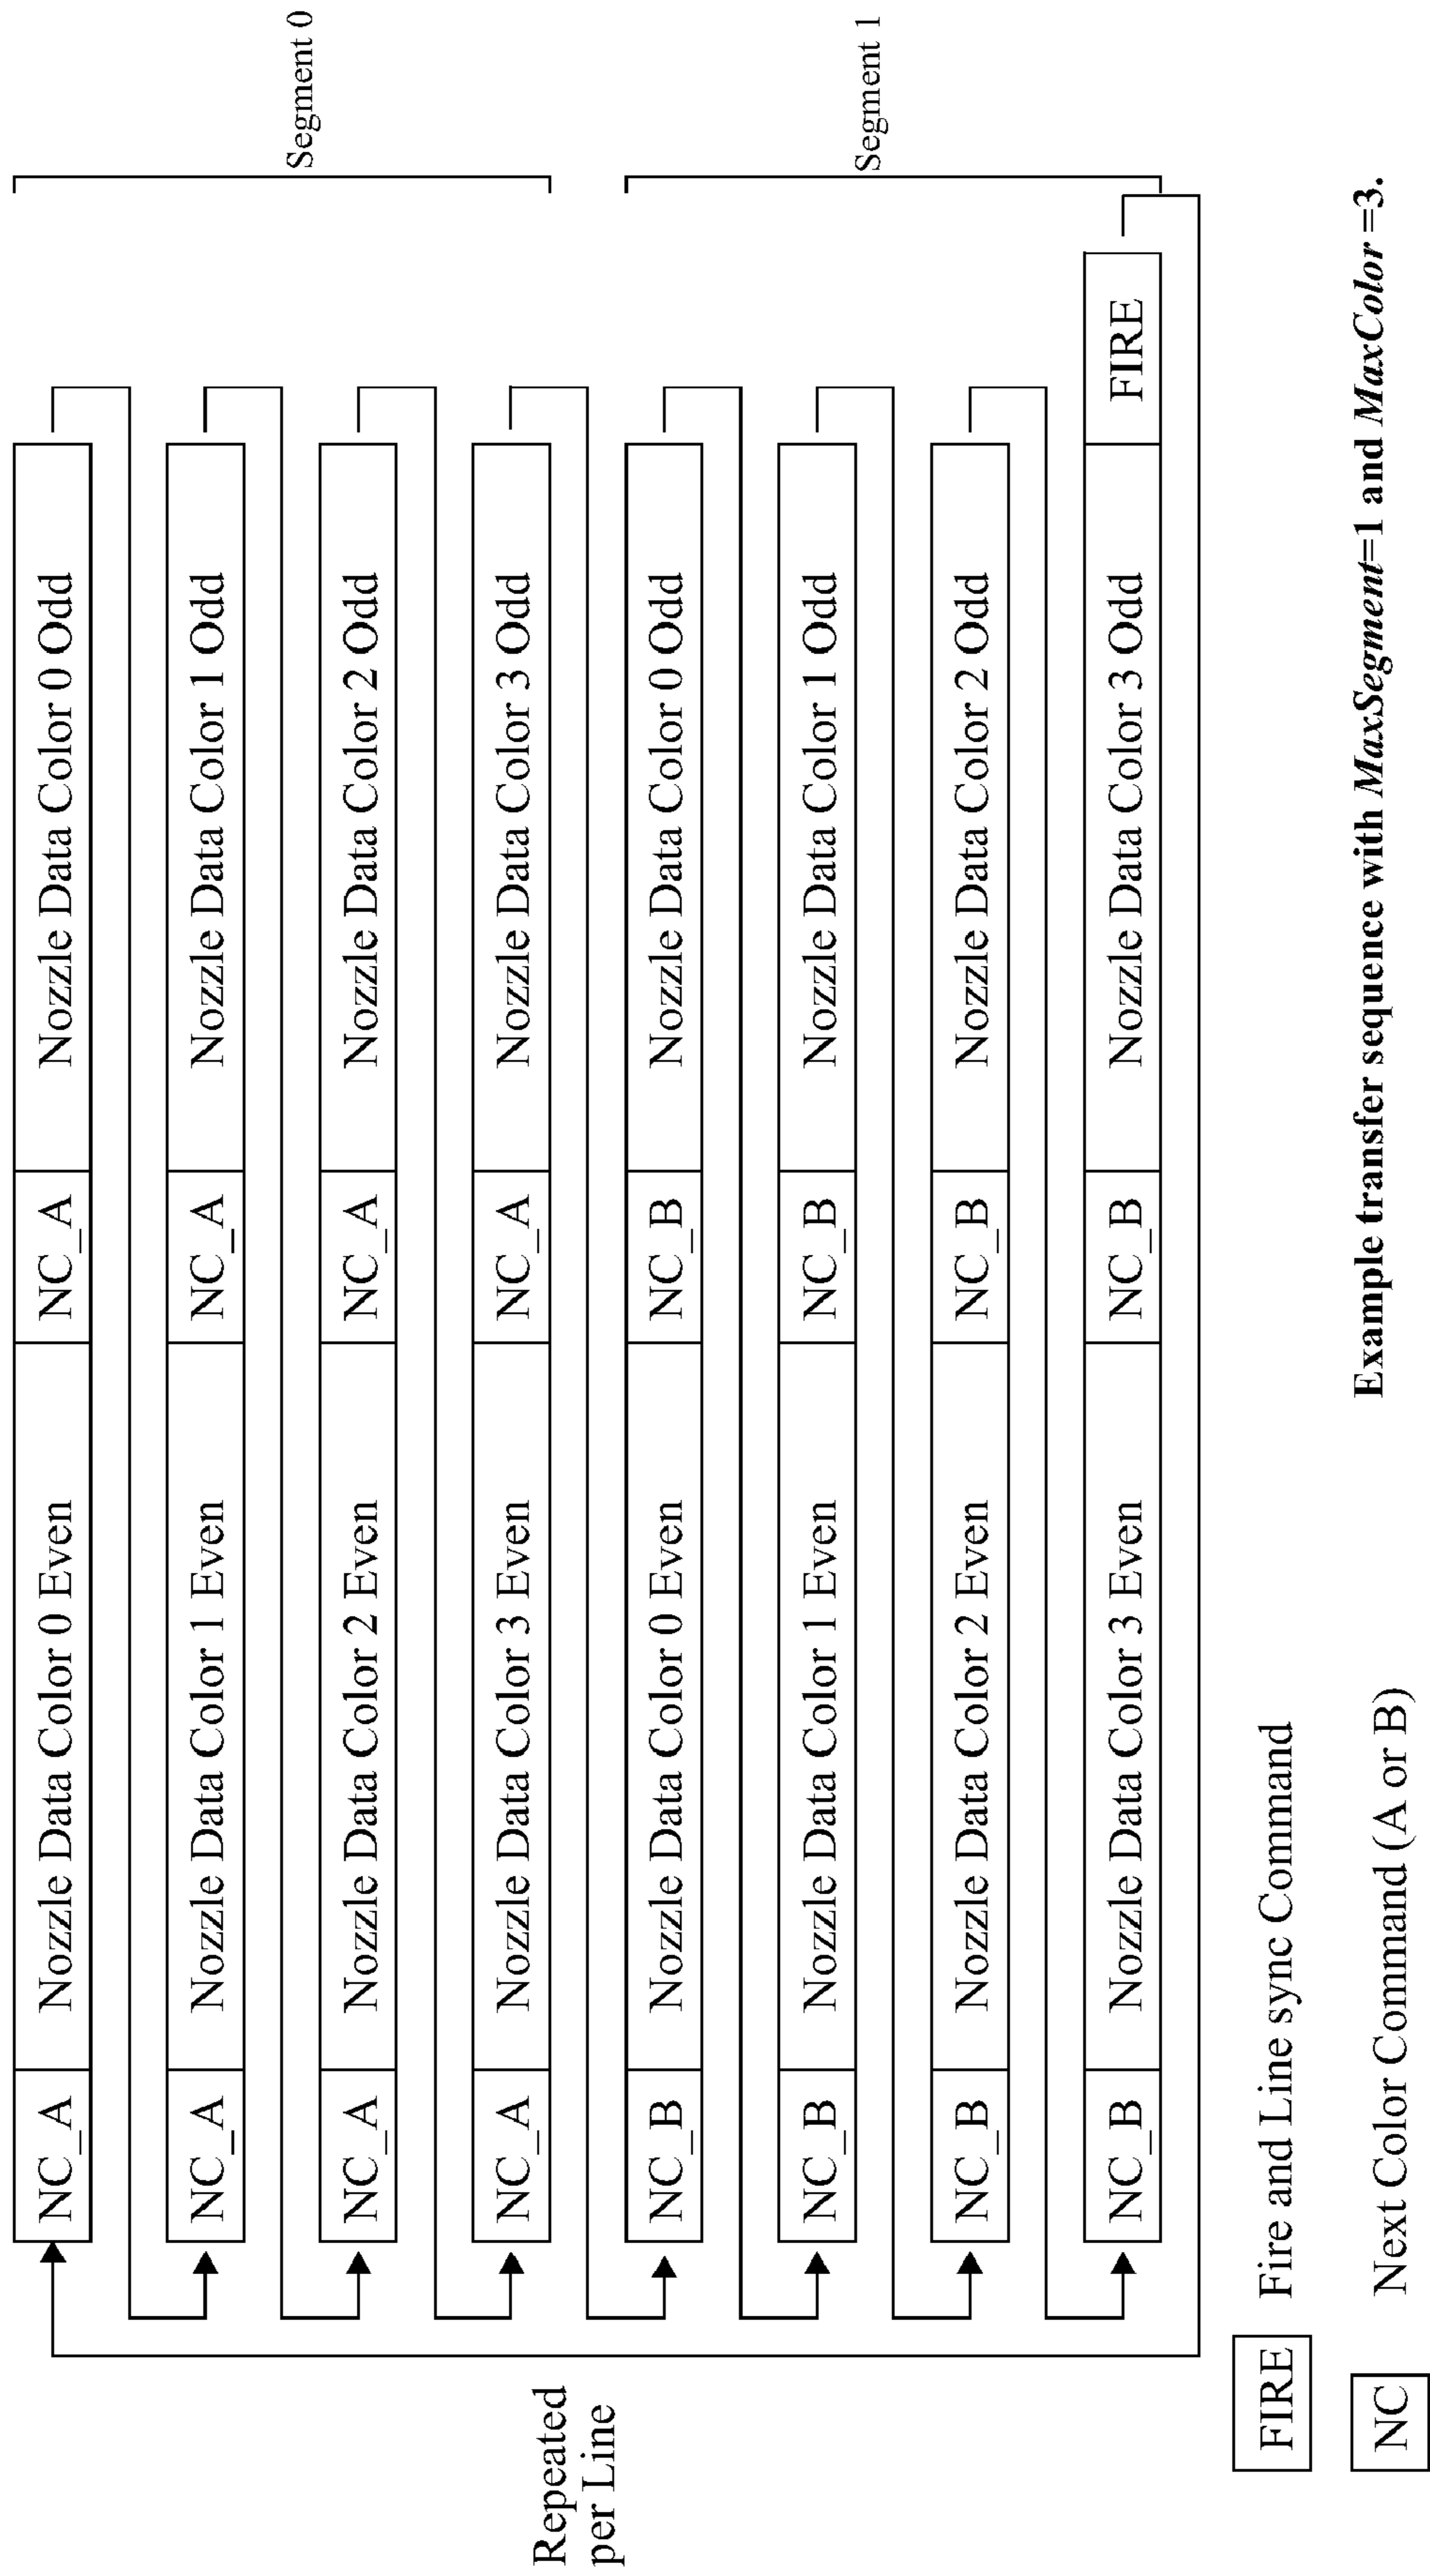 NC_A Nozzle Data Color 0 Even NC_A Nozzle Data Color 0 Odd
NC_A Nozzle Data Color 1 Even NC_A Nozzle Data Color 1 Odd
Segment 0
NC_A Nozzle Data Color 2 Even NC_A Nozzle Data Color 2 Odd
NC_A Nozzle Data Color 3 Even NC_A Nozzle Data Color 3 Odd
Repeated
per Line
NC_B Nozzle Data Color 0 Even NC_B Nozzle Data Color 0 Odd
NC_B Nozzle Data Color 1 Even NC_B Nozzle Data Color 1 Odd
Segment 1
NC_B Nozzle Data Color 2 Even NC_B Nozzle Data Color 2 Odd
NC_B Nozzle Data Color 3 Even NC_B Nozzle Data Color 3 Odd FIRE
FIRE Fire and Line sync Command
NC Next Color Command (A or B)
Example transfer sequence with MaxSegment=1 and MaxColor =3.